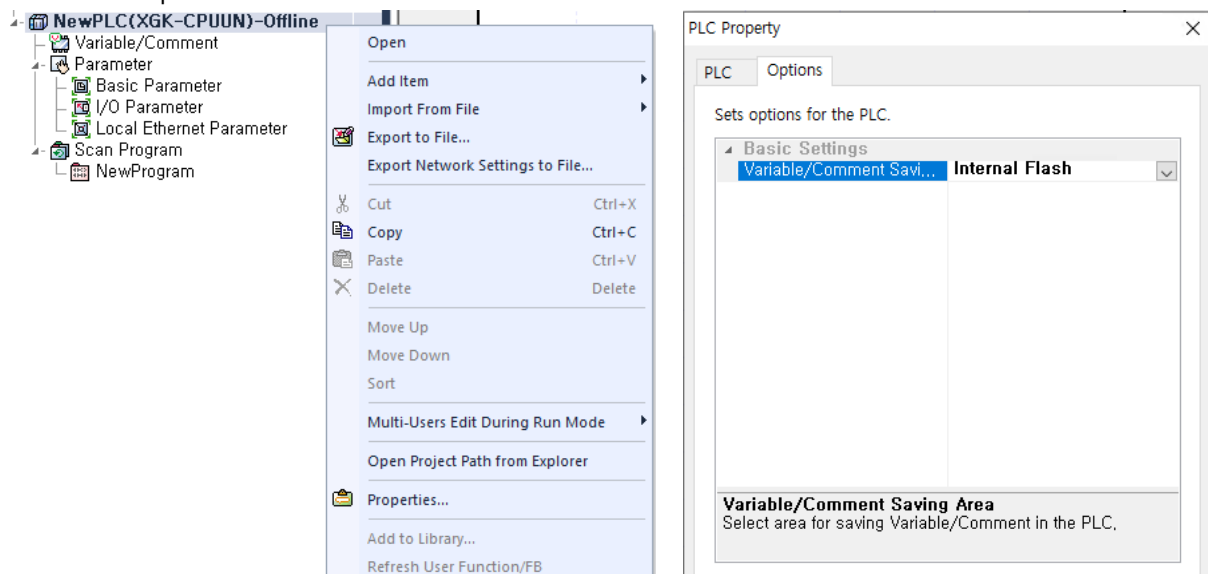 NewPLC(XGK-CPUUN)-Offline
Variable/Comment
Parameter
Basic Parameter
I/O Parameter
Local Ethernet Parameter
Scan Program
NewProgram
Open
Add Item
Import From File
Export to File...
Export Network Settings to File...
Cut Ctrl+X
Copy Ctrl+C
Paste Ctrl+V
Delete Delete
Move Up
Move Down
Sort
Multi-Users Edit During Run Mode
Open Project Path from Explorer
Properties...
Add to Library...
Refresh User Function/FB
PLC Property
PLC Options
Sets options for the PLC.
Basic Settings
Variable/Comment Savi... Internal Flash
Variable/Comment Saving Area
Select area for saving Variable/Comment in the PLC,